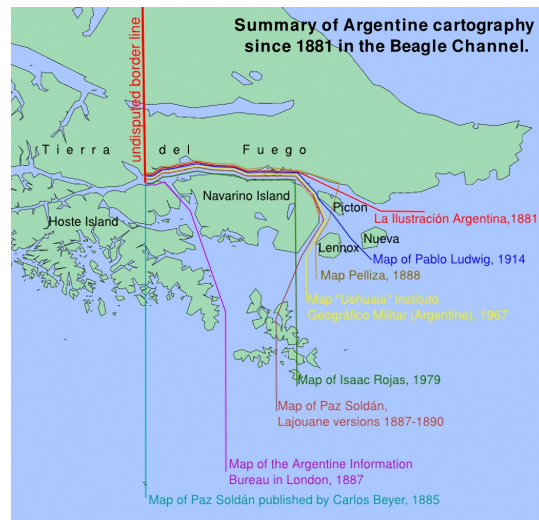 Summary of Argentine cartography
since 1881 in the Beagle Channel.
undisputed border line
Tierra del Fuego
Navarino Island
Picton
Hoste Island
La Ilustración Argentina,1881
Nueva
Lennox
Map of Pablo Ludwig, 1914
Map Pelliza, 1888
Map "Ushuaia" Instituto
Geográfico Militar (Argentine), 1967
Map of Isaac Rojas, 1979
Map of Paz Soldán,
Lajouane versions 1887-1890
Map of the Argentine Information
Bureau in London, 1887
Map of Paz Soldán published by Carlos Beyer, 1885